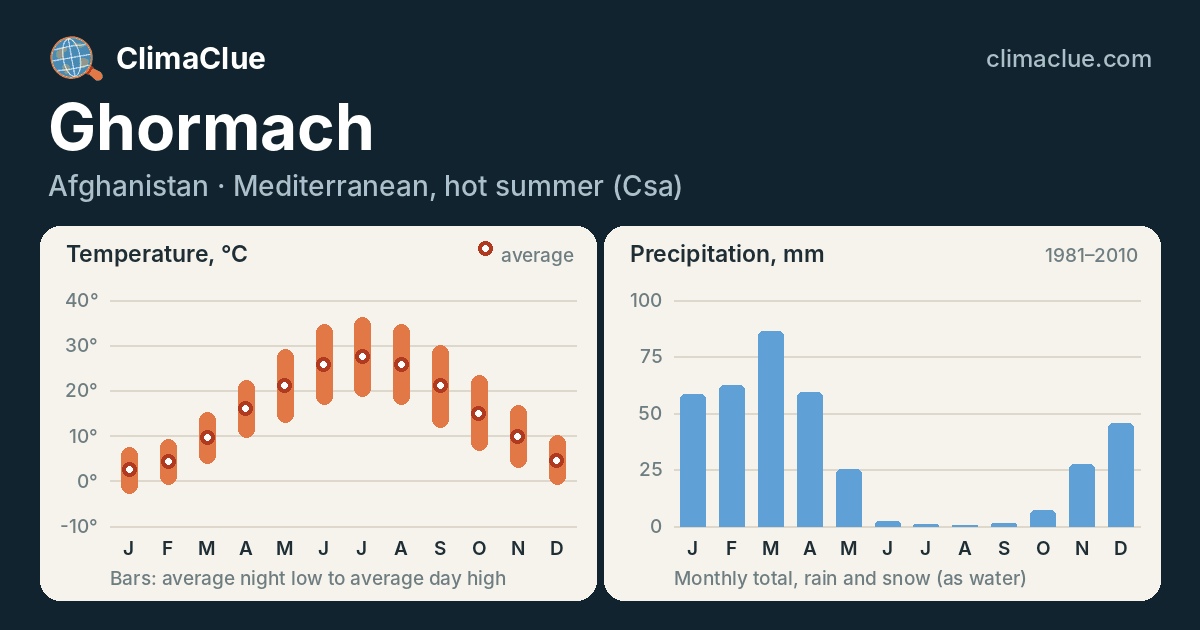 ClimaClue
climaclue.com
Ghormach
Afghanistan · Mediterranean, hot summer (Csa)
Temperature, °C
average
40°
30°
20°
10°
0°
-10°
J F M A M J J A S O N D
Bars: average night low to average day high
Precipitation, mm
1981–2010
100
75
50
25
0
J F M A M J J A S O N D
Monthly total, rain and snow (as water)